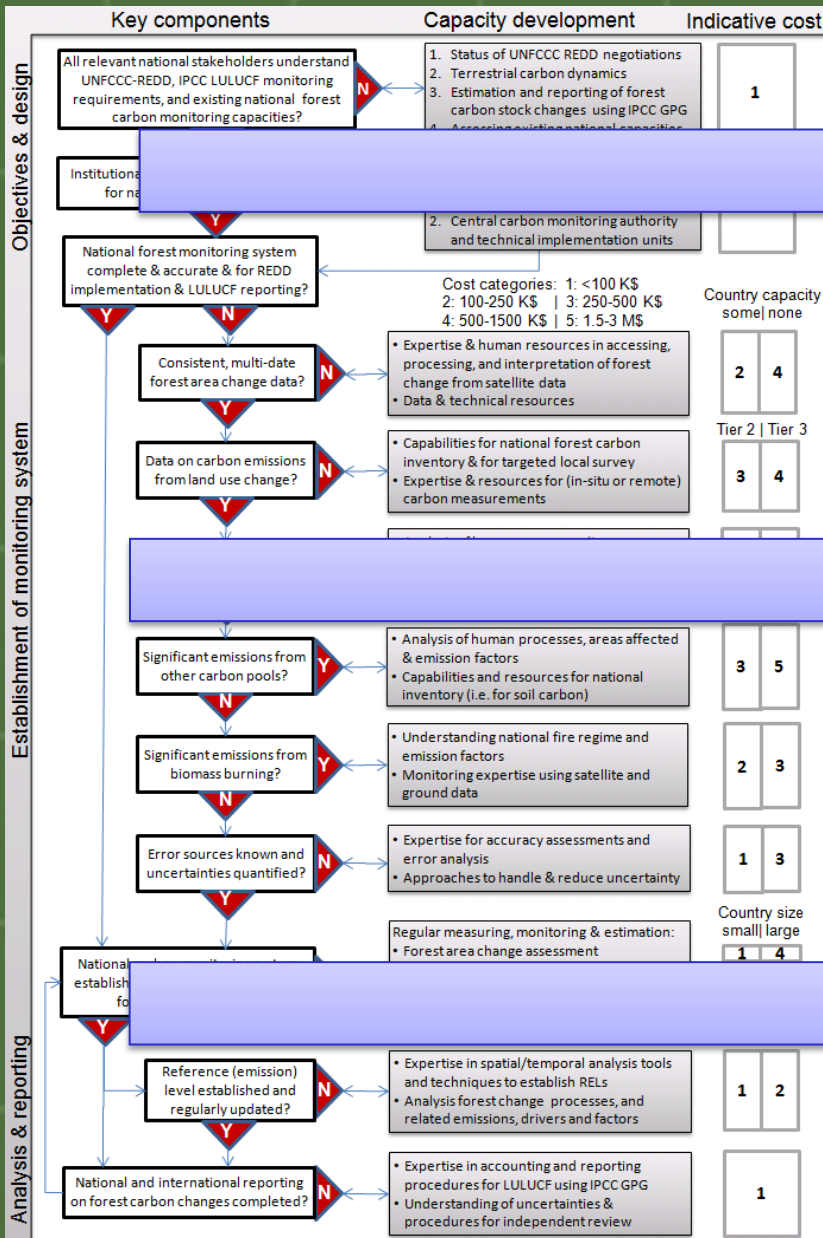 Key components
Capacity development
Indicative cost
Objectives & design
All relevant national stakeholders understand
UNFCCC-REDD, IPCC LULUCF monitoring
requirements, and existing national forest
carbon monitoring capacities?
N
1. Status of UNFCCC REDD negotiations
2. Terrestrial carbon dynamics
3. Estimation and reporting of forest
carbon stock changes using IPCC GPG
4. Assessing existing national capacities
1
for
Y
2. Central carbon monitoring authority
and technical implementation units
National forest monitoring system
complete & accurate & for REDD
implementation & LULUCF reporting?
Y
N
Cost categories: 1: <100 K$
2: 100-250 K$ | 3: 250-500 K$
4: 500-1500 K$ | 5: 1.5-3 M$
Country capacity
some| none
Establishment of monitoring system
Consistent, multi-date
forest area change data?
N
Y
• Expertise & human resources in accessing,
processing, and interpretation of forest
change from satellite data
• Data & technical resources
2
4
Tier 2 | Tier 3
Data on carbon emissions
from land use change?
N
Y
• Capabilities for national forest carbon
inventory & for targeted local survey
• Expertise & resources for (in-situ or remote)
carbon measurements
3
4
Significant emissions from
other carbon pools?
Y
N
• Analysis of human processes, areas affected
& emission factors
• Capabilities and resources for national
inventory (i.e. for soil carbon)
3
5
Significant emissions from
biomass burning?
Y
N
• Understanding national fire regime and
emission factors
• Monitoring expertise using satellite and
ground data
2
3
Error sources known and
uncertainties quantified?
N
Y
• Expertise for accuracy assessments and
error analysis
• Approaches to handle & reduce uncertainty
1
3
Country size
small| large
Regular measuring, monitoring & estimation:
• Forest area change assessment
1
4
Y
Analysis & reporting
Reference (emission)
level established and
regularly updated?
N
Y
• Expertise in spatial/temporal analysis tools
and techniques to establish RELs
• Analysis forest change processes, and
related emissions, drivers and factors
1
2
National and international reporting
on forest carbon changes completed?
N
• Expertise in accounting and reporting
procedures for LULUCF using IPCC GPG
• Understanding of uncertainties &
procedures for independent review
1